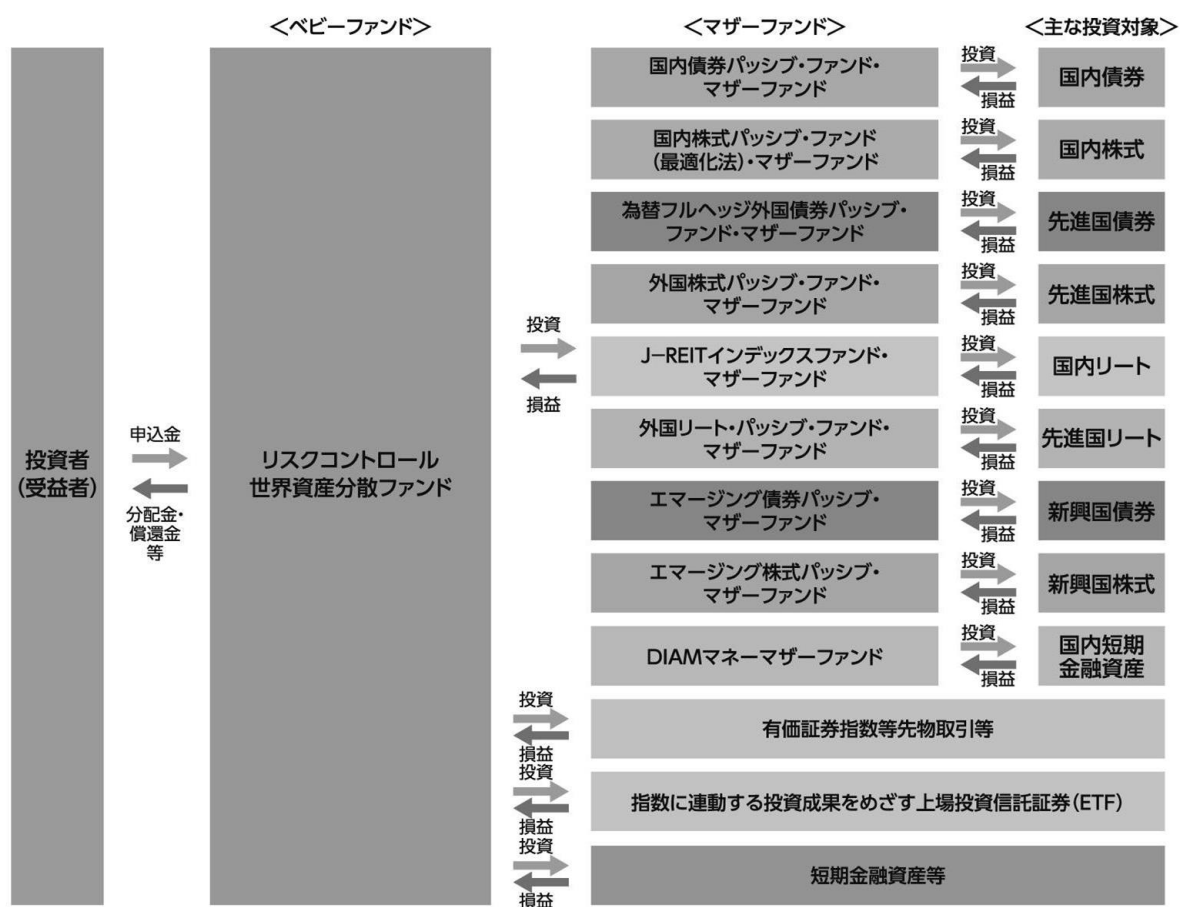 ＜ベビーファンド＞
＜マザーファンド＞
＜主な投資対象＞
投資者
(受益者)
申込金
分配金・
償還金
等
リスクコントロール
世界資産分散ファンド
投資
損益
国内債券パッシブ・ファンド・
マザーファンド
投資
損益
国内債券
国内株式パッシブ・ファンド
(最適化法)・マザーファンド
投資
損益
国内株式
為替フルヘッジ外国債券パッシブ・
ファンド・マザーファンド
投資
損益
先進国債券
外国株式パッシブ・ファンド・
マザーファンド
投資
損益
先進国株式
J−REITインデックスファンド・
マザーファンド
投資
損益
国内リート
外国リート・パッシブ・ファンド・
マザーファンド
投資
損益
先進国リート
エマージング債券パッシブ・
マザーファンド
投資
損益
新興国債券
エマージング株式パッシブ・
マザーファンド
投資
損益
新興国株式
DIAMマネーマザーファンド
投資
損益
国内短期
金融資産
投資
損益
有価証券指数等先物取引等
投資
損益
指数に連動する投資成果をめざす上場投資信託証券(ETF)
投資
損益
短期金融資産等